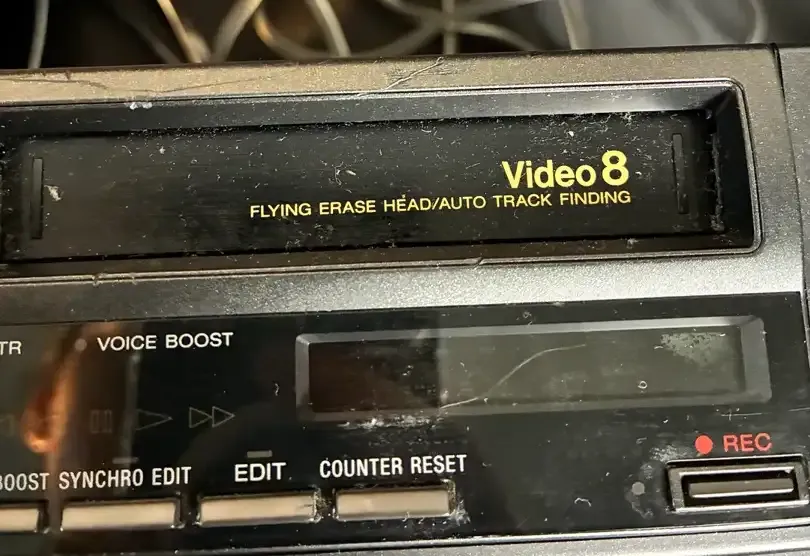 Video 8
FLYING ERASE HEAD/AUTO TRACK FINDING
TR VOICE BOOST
REC
BOOST SYNCHRO EDIT EDIT COUNTER RESET